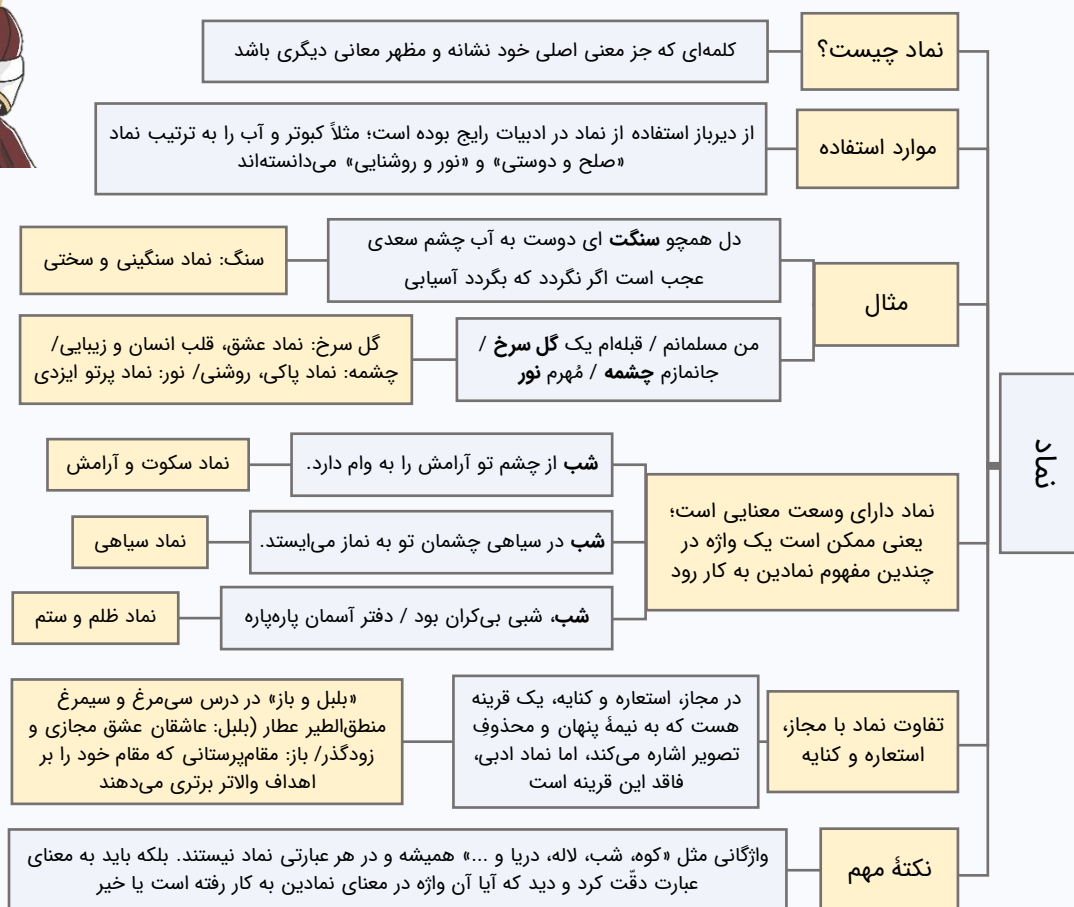 نماد
نماد چیست؟
کلمه‌ای که جز معنی اصلی خود نشانه و مظهر معانی دیگری باشد
موارد استفاده
از دیرباز استفاده از نماد در ادبیات رایج بوده است؛ مثلاً کبوتر و آب را به ترتیب نماد
«صلح و دوستی» و «نور و روشنایی» می‌دانسته‌اند
مثال
دل همچو سنگت ای دوست به آب چشم سعدی
عجب است اگر نگردد که بگردد آسیابی
سنگ: نماد سنگینی و سختی
من مسلمانم / قبله‌ام یک گل سرخ /
جانمازم چشمه / مُهرم نور
گل سرخ: نماد عشق، قلب انسان و زیبایی/
چشمه: نماد پاکی، روشنی/ نور: نماد پرتو ایزدی
نماد دارای وسعت معنایی است؛
یعنی ممکن است یک واژه در
چندین مفهوم نمادین به کار رود
شب از چشم تو آرامش را به وام دارد.
نماد سکوت و آرامش
شب در سیاهی چشمان تو به نماز می‌ایستد.
نماد سیاهی
شب، شبی بی‌کران بود / دفتر آسمان پاره‌پاره
نماد ظلم و ستم
تفاوت نماد با مجاز،
استعاره و کنایه
در مجاز، استعاره و کنایه، یک قرینه
هست که به نیمۀ پنهان و محذوفِ
تصویر اشاره می‌کند، اما نماد ادبی،
فاقد این قرینه است
«بلبل و باز» در درس سی‌مرغ و سیمرغ
منطق‌الطیر عطار (بلبل: عاشقان عشق مجازی و
زودگذر/ باز: مقام‌پرستانی که مقام خود را بر
اهداف والاتر برتری می‌دهند
نکتۀ مهم
واژگانی مثل «کوه، شب، لاله، دریا و ...» همیشه و در هر عبارتی نماد نیستند. بلکه باید به معنای
عبارت دقّت کرد و دید که آیا آن واژه در معنای نمادین به کار رفته است یا خیر